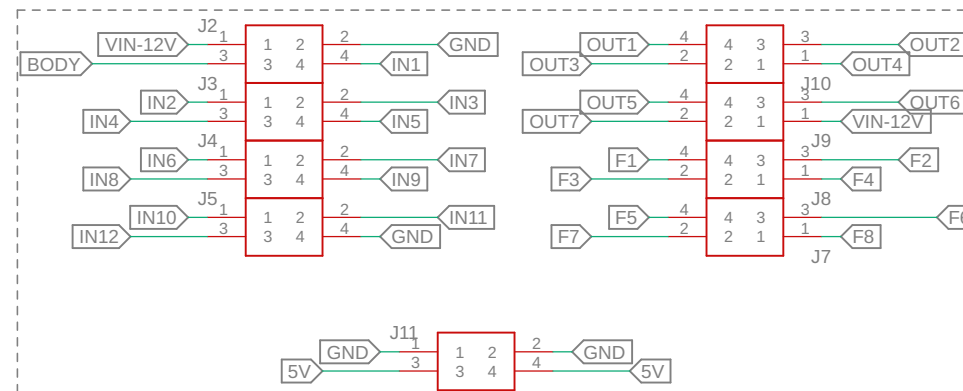 J2
VIN-12V 1 1 2 2 GND
BODY 3 3 4 4 IN1
J3
IN2 1 1 2 2 IN3
IN4 3 3 4 4 IN5
J4
IN6 1 1 2 2 IN7
IN8 3 3 4 4 IN9
J5
IN10 1 1 2 2 IN11
IN12 3 3 4 4 GND
OUT1 4 4 3 3 OUT2
OUT3 2 2 1 1 OUT4
J10
OUT5 4 4 3 3 OUT6
OUT7 2 2 1 1 VIN-12V
J9
F1 4 4 3 3 F2
F3 2 2 1 1 F4
J8
F5 4 4 3 3 F6
F7 2 2 1 1 F8
J7
J11
GND 1 1 2 2 GND
5V 3 3 4 4 5V